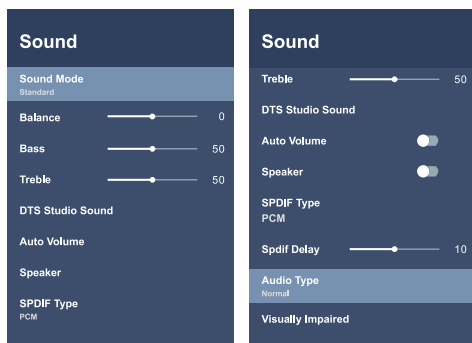 Sound
Sound Mode
Standard
Balance 0
Bass 50
Treble 50
DTS Studio Sound
Auto Volume
Speaker
SPDIF Type
PCM
Sound
Treble 50
DTS Studio Sound
Auto Volume
Speaker
SPDIF Type
PCM
Spdif Delay 10
Audio Type
Normal
Visually Impaired